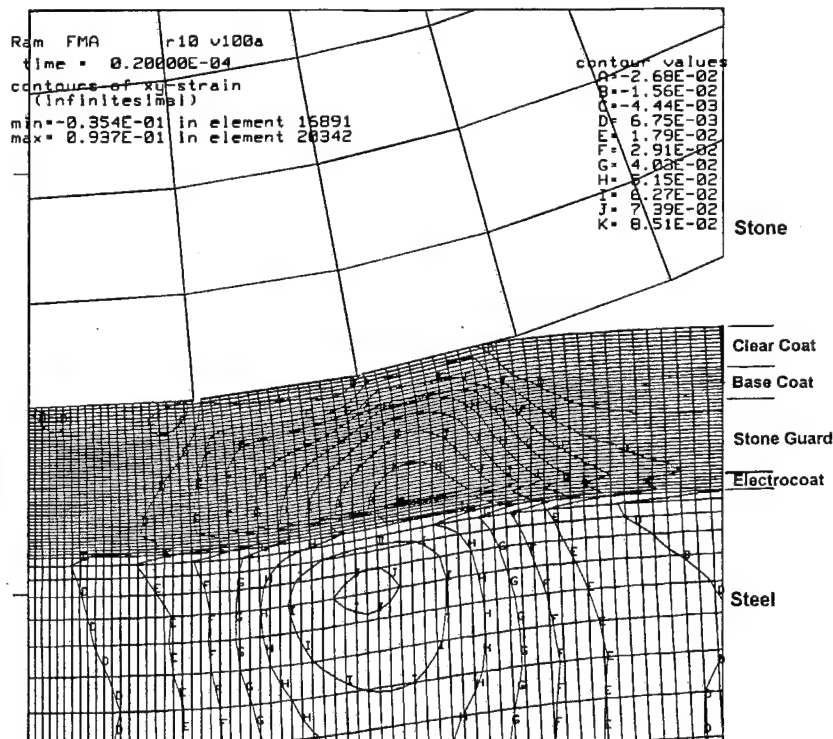 Ram FMA r10 v100a
time = 0.20000E-04
contours of xy-strain
(infinitesimal)
min=-0.354E-01 in element 16891
max= 0.937E-01 in element 20342
contour values
A=-2.68E-02
B=-1.56E-02
C=-4.44E-03
D= 6.75E-03
E= 1.79E-02
F= 2.91E-02
G= 4.03E-02
H= 5.15E-02
I= 6.27E-02
J= 7.39E-02
K= 8.51E-02
Stone
Clear Coat
Base Coat
Stone Guard
Electrocoat
Steel